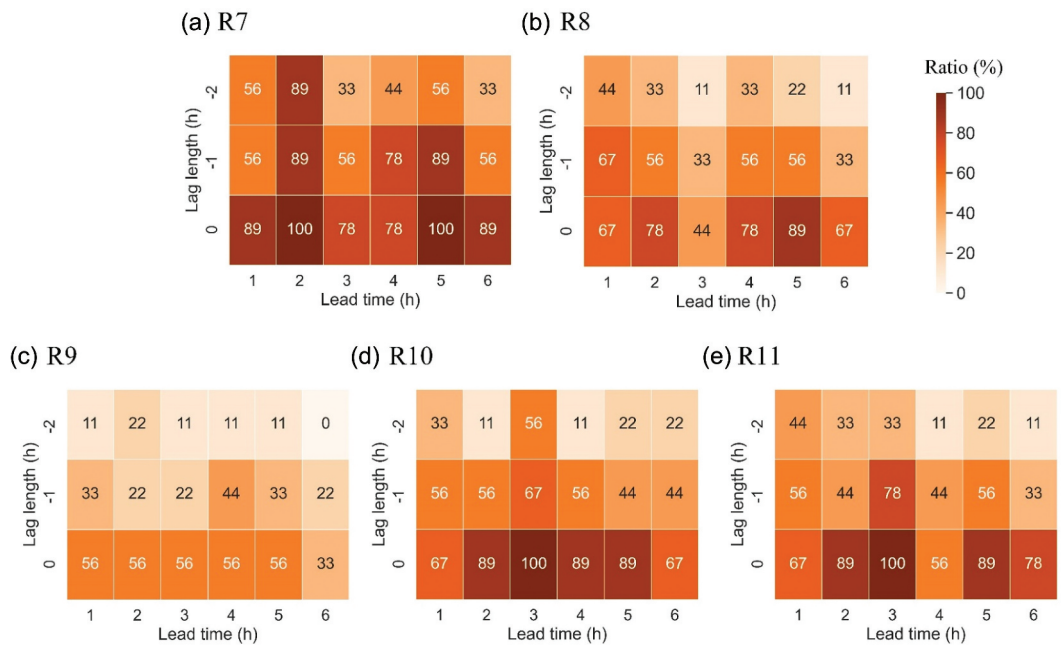 (a) R7
(b) R8
Ratio (%)
Lag length (h)
-2 56 89 33 44 56 33
-1 56 89 56 78 89 56
0 89 100 78 78 100 89
1 2 3 4 5 6
Lead time (h)
Lag length (h)
-2 44 33 11 33 22 11
-1 67 56 33 56 56 33
0 67 78 44 78 89 67
1 2 3 4 5 6
Lead time (h)
100
80
60
40
20
0
(c) R9
(d) R10
(e) R11
Lag length (h)
-2 11 22 11 11 11 0
-1 33 22 22 44 33 22
0 56 56 56 56 56 33
1 2 3 4 5 6
Lead time (h)
Lag length (h)
-2 33 11 56 11 22 22
-1 56 56 67 56 44 44
0 67 89 100 89 89 67
1 2 3 4 5 6
Lead time (h)
Lag length (h)
-2 44 33 33 11 22 11
-1 56 44 78 44 56 33
0 67 89 100 56 89 78
1 2 3 4 5 6
Lead time (h)